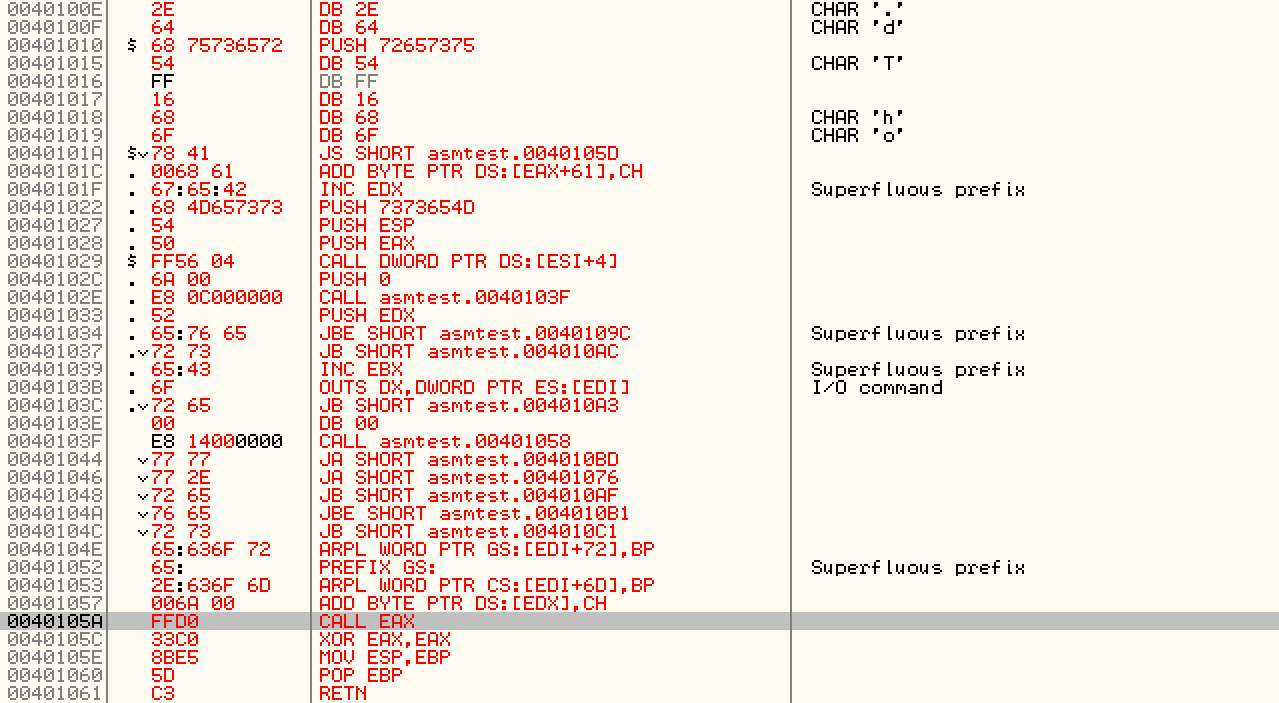 0040100E 2E DB 2E CHAR '.'
0040100F 64 DB 64 CHAR 'd'
00401010 $ 68 75736572 PUSH 72657375
00401015 54 DB 54 CHAR 'T'
00401016 FF DB FF
00401017 16 DB 16
00401018 68 DB 68 CHAR 'h'
00401019 6F DB 6F CHAR 'o'
0040101A $˅78 41 JS SHORT asmtest.0040105D
0040101C . 0068 61 ADD BYTE PTR DS:[EAX+61],CH
0040101F . 67:65:42 INC EDX Superfluous prefix
00401022 . 68 4D657373 PUSH 7373654D
00401027 . 54 PUSH ESP
00401028 . 50 PUSH EAX
00401029 $ FF56 04 CALL DWORD PTR DS:[ESI+4]
0040102C . 6A 00 PUSH 0
0040102E . E8 0C000000 CALL asmtest.0040103F
00401033 . 52 PUSH EDX
00401034 . 65:76 65 JBE SHORT asmtest.0040109C Superfluous prefix
00401037 .˅72 73 JB SHORT asmtest.004010AC
00401039 . 65:43 INC EBX Superfluous prefix
0040103B . 6F OUTS DX,DWORD PTR ES:[EDI] I/O command
0040103C .˅72 65 JB SHORT asmtest.004010A3
0040103E 00 DB 00
0040103F E8 14000000 CALL asmtest.00401058
00401044 ˅77 77 JA SHORT asmtest.004010BD
00401046 ˅77 2E JA SHORT asmtest.00401076
00401048 ˅72 65 JB SHORT asmtest.004010AF
0040104A ˅76 65 JBE SHORT asmtest.004010B1
0040104C ˅72 73 JB SHORT asmtest.004010C1
0040104E 65:636F 72 ARPL WORD PTR GS:[EDI+72],BP
00401052 65: PREFIX GS: Superfluous prefix
00401053 2E:636F 6D ARPL WORD PTR CS:[EDI+6D],BP
00401057 006A 00 ADD BYTE PTR DS:[EDX],CH
0040105A FFD0 CALL EAX
0040105C 33C0 XOR EAX,EAX
0040105E 8BE5 MOV ESP,EBP
00401060 5D POP EBP
00401061 C3 RETN